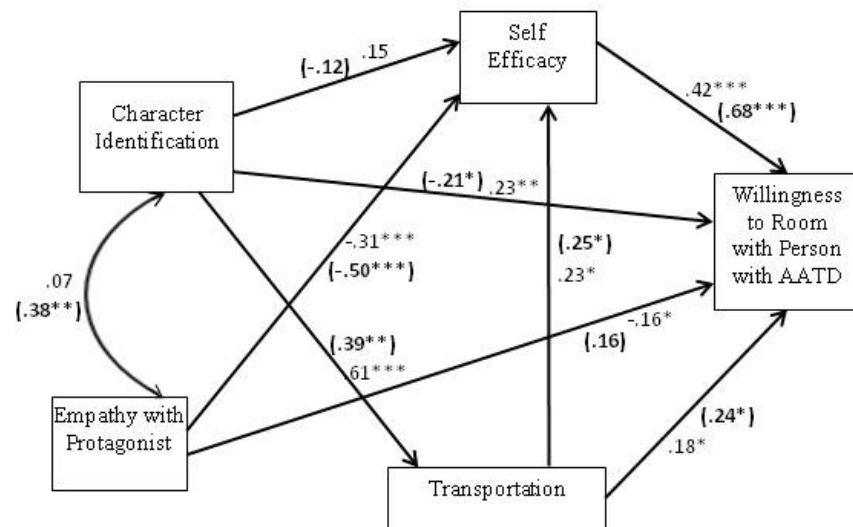 Self
Efficacy
.15
(-.12)
Character
Identification
.42***
(.68***)
(-.21*) .23**
Willingness
to Room
with Person
with AATD
-.31***
(-.50***)
(.25*)
.23*
.07
(.38**)
-.16*
(.16)
(.39**)
.61***
Empathy with
Protagonist
(.24*)
.18*
Transportation